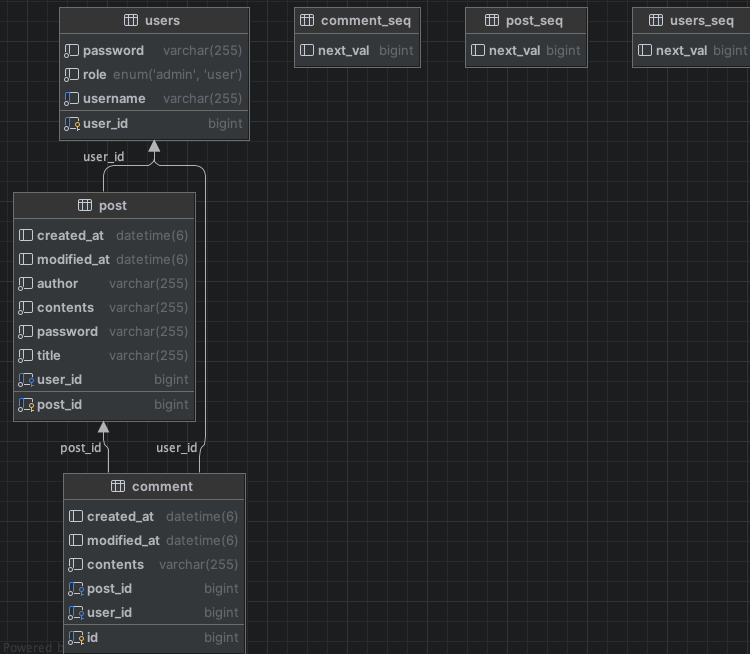 users
password varchar(255)
role enum('admin', 'user')
username varchar(255)
user_id bigint
comment_seq
next_val bigint
post_seq
next_val bigint
users_seq
next_val bigint
user_id
post
created_at datetime(6)
modified_at datetime(6)
author varchar(255)
contents varchar(255)
password varchar(255)
title varchar(255)
user_id bigint
post_id bigint
post_id
user_id
comment
created_at datetime(6)
modified_at datetime(6)
contents varchar(255)
post_id bigint
user_id bigint
id bigint
Powered